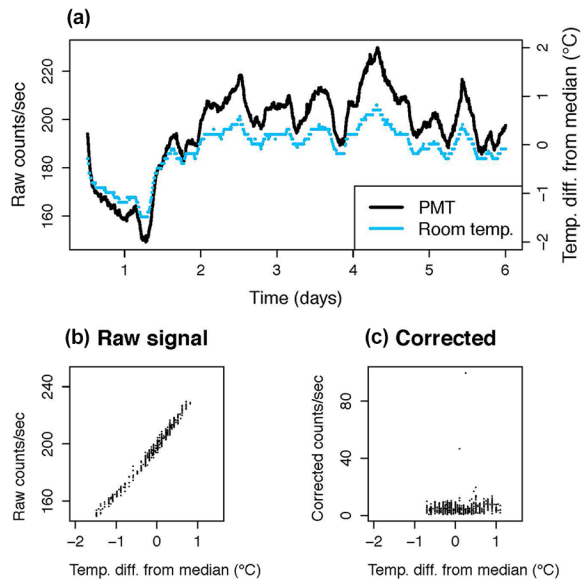 (a)
Raw counts/sec
160 180 200 220
Temp. diff. from median (°C)
-2 -1 0 1 2
PMT
Room temp.
1 2 3 4 5 6
Time (days)
(b) Raw signal
Raw counts/sec
160 200 240
-2 -1 0 1
Temp. diff. from median (°C)
(c) Corrected
Corrected counts/sec
0 40 80
-2 -1 0 1
Temp. diff. from median (°C)